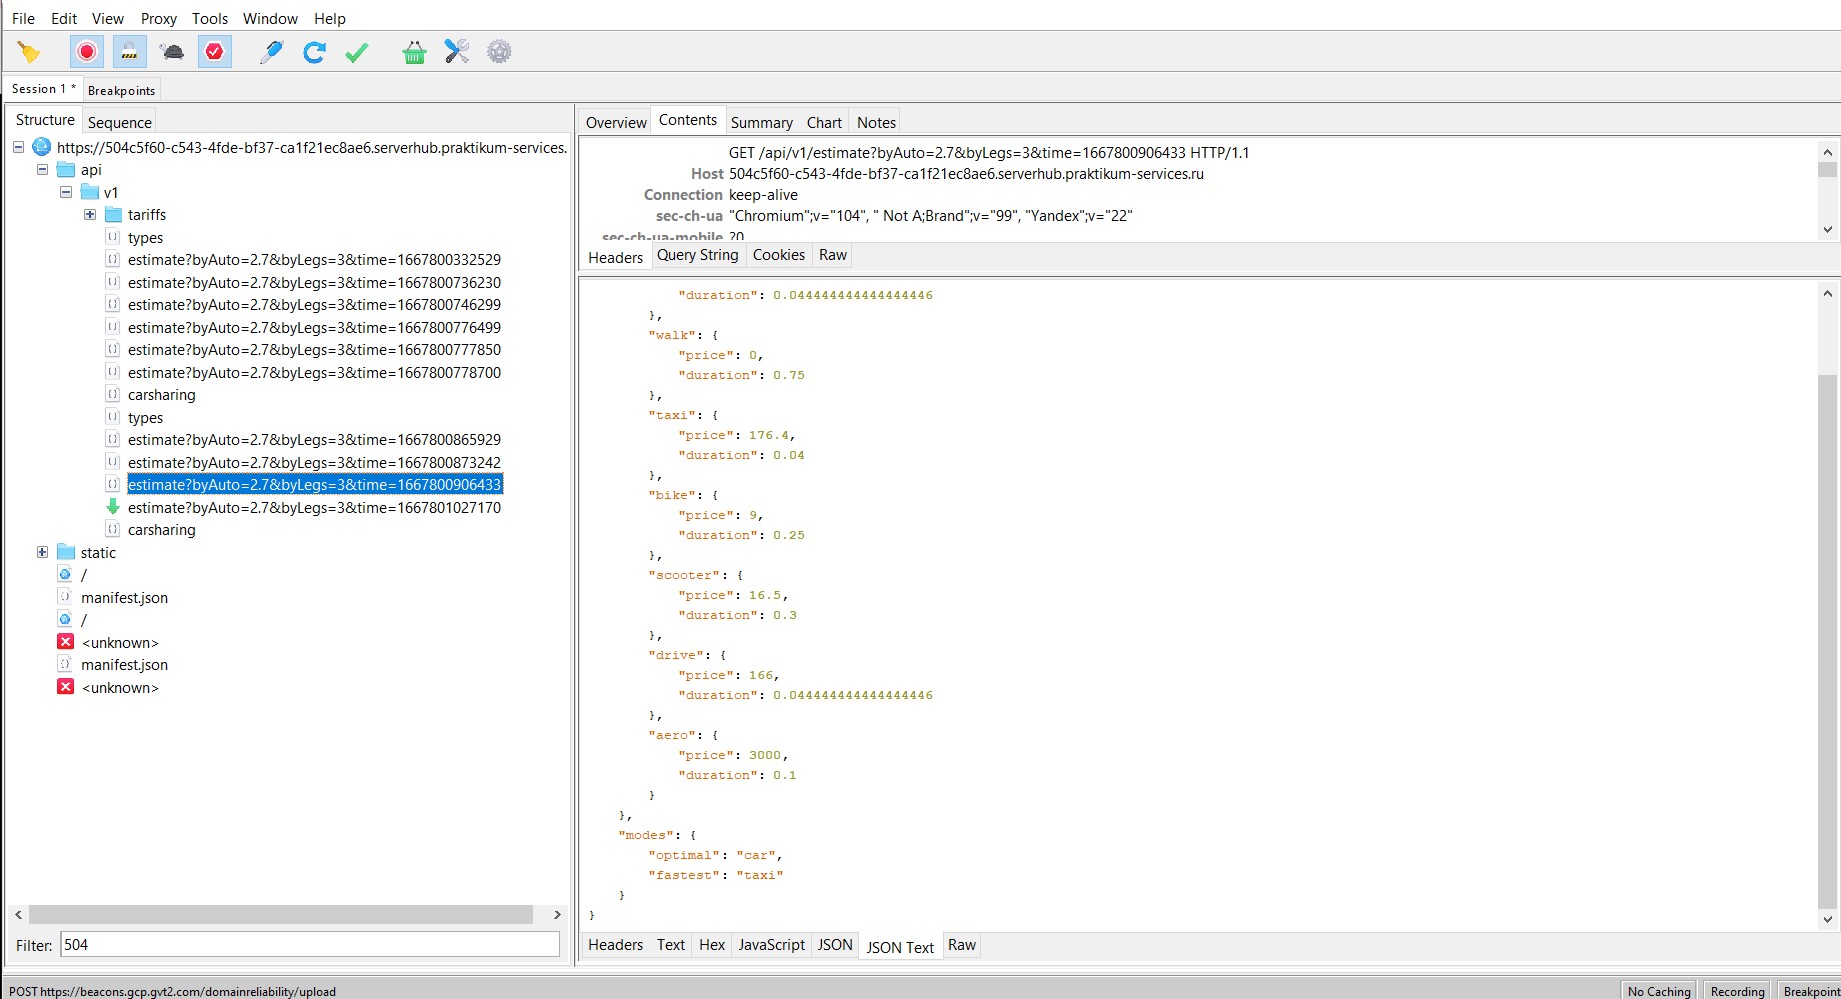 File Edit View Proxy Tools Window Help
Session 1 * Breakpoints
Structure Sequence
https://504c5f60-c543-4fde-bf37-ca1f21ec8ae6.serverhub.praktikum-services.
api
v1
tariffs
types
estimate?byAuto=2.7&byLegs=3&time=1667800332529
estimate?byAuto=2.7&byLegs=3&time=1667800736230
estimate?byAuto=2.7&byLegs=3&time=1667800746299
estimate?byAuto=2.7&byLegs=3&time=1667800776499
estimate?byAuto=2.7&byLegs=3&time=1667800777850
estimate?byAuto=2.7&byLegs=3&time=1667800778700
carsharing
types
estimate?byAuto=2.7&byLegs=3&time=1667800865929
estimate?byAuto=2.7&byLegs=3&time=1667800873242
estimate?byAuto=2.7&byLegs=3&time=1667800906433
estimate?byAuto=2.7&byLegs=3&time=1667801027170
carsharing
static
/
manifest.json
/
<unknown>
manifest.json
<unknown>
Filter: 504
Overview Contents Summary Chart Notes
GET /api/v1/estimate?byAuto=2.7&byLegs=3&time=1667800906433 HTTP/1.1
Host 504c5f60-c543-4fde-bf37-ca1f21ec8ae6.serverhub.praktikum-services.ru
Connection keep-alive
sec-ch-ua "Chromium";v="104", " Not A;Brand";v="99", "Yandex";v="22"
sec-ch-ua-mobile ?0
Headers Query String Cookies Raw
"duration": 0.044444444444444446
},
"walk": {
"price": 0,
"duration": 0.75
},
"taxi": {
"price": 176.4,
"duration": 0.04
},
"bike": {
"price": 9,
"duration": 0.25
},
"scooter": {
"price": 16.5,
"duration": 0.3
},
"drive": {
"price": 166,
"duration": 0.044444444444444446
},
"aero": {
"price": 3000,
"duration": 0.1
}
},
"modes": {
"optimal": "car",
"fastest": "taxi"
}
}
Headers Text Hex JavaScript JSON JSON Text Raw
POST https://beacons.gcp.gvt2.com/domainreliability/upload
No Caching Recording Breakpoint